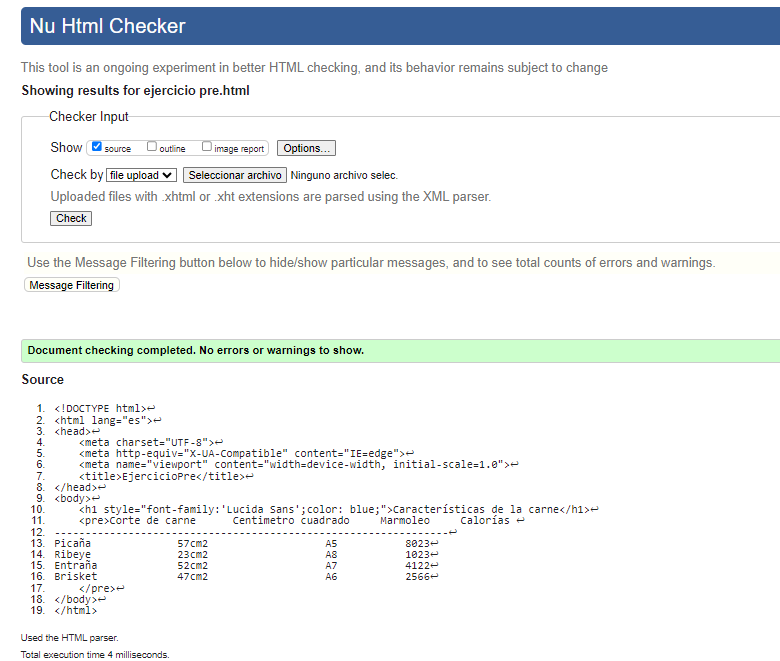 Nu Html Checker
This tool is an ongoing experiment in better HTML checking, and its behavior remains subject to change
Showing results for ejercicio pre.html
Checker Input
Show source outline image report Options...
Check by file upload Seleccionar archivo Ninguno archivo selec.
Uploaded files with .xhtml or .xht extensions are parsed using the XML parser.
Check
Use the Message Filtering button below to hide/show particular messages, and to see total counts of errors and warnings.
Message Filtering
Document checking completed. No errors or warnings to show.
Source
1. <!DOCTYPE html>↩
2. <html lang="es">↩
3. <head>↩
4.     <meta charset="UTF-8">↩
5.     <meta http-equiv="X-UA-Compatible" content="IE=edge">↩
6.     <meta name="viewport" content="width=device-width, initial-scale=1.0">↩
7.     <title>EjercicioPre</title>↩
8. </head>↩
9. <body>↩
10.     <h1 style="font-family:'Lucida Sans';color: blue;">Características de la carne</h1>↩
11.     <pre>Corte de carne      Centimetro cuadrado     Marmoleo     Calorías ↩
12. -----------------------------------------------------------------↩
13. Picaña              57cm2                   A5           8023↩
14. Ribeye              23cm2                   A8           1023↩
15. Entraña             52cm2                   A7           4122↩
16. Brisket             47cm2                   A6           2566↩
17.     </pre>↩
18. </body>↩
19. </html>
Used the HTML parser.
Total execution time 4 milliseconds.